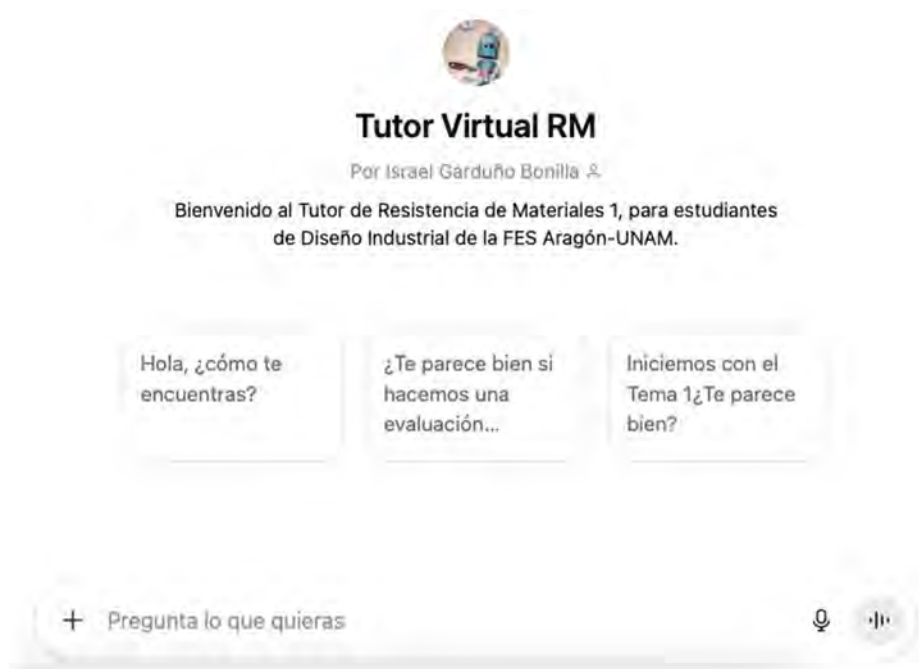 Tutor Virtual RM
Por Israel Garduño Bonilla
Bienvenido al Tutor de Resistencia de Materiales 1, para estudiantes
de Diseño Industrial de la FES Aragón-UNAM.
Hola, ¿cómo te
encuentras?
¿Te parece bien si
hacemos una
evaluación...
Iniciemos con el
Tema 1¿Te parece
bien?
Pregunta lo que quieras